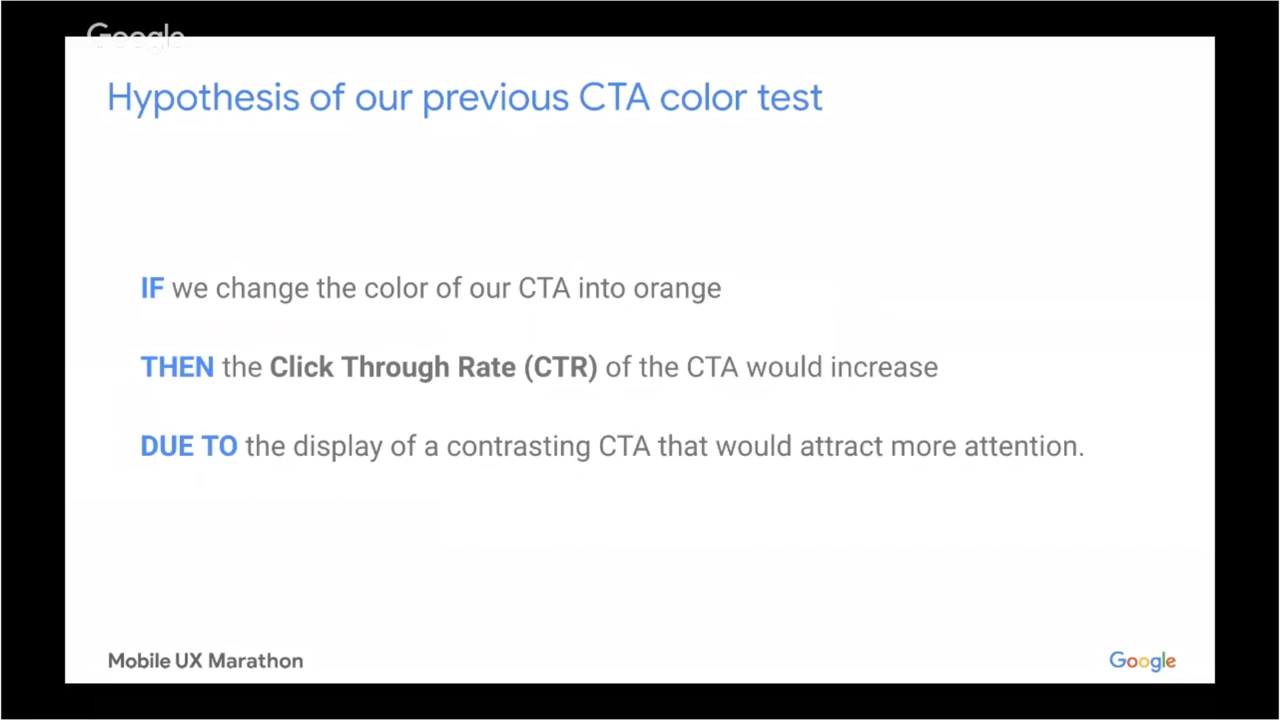 Google
Hypothesis of our previous CTA color test
IF we change the color of our CTA into orange
THEN the Click Through Rate (CTR) of the CTA would increase
DUE TO the display of a contrasting CTA that would attract more attention.
Mobile UX Marathon
Google